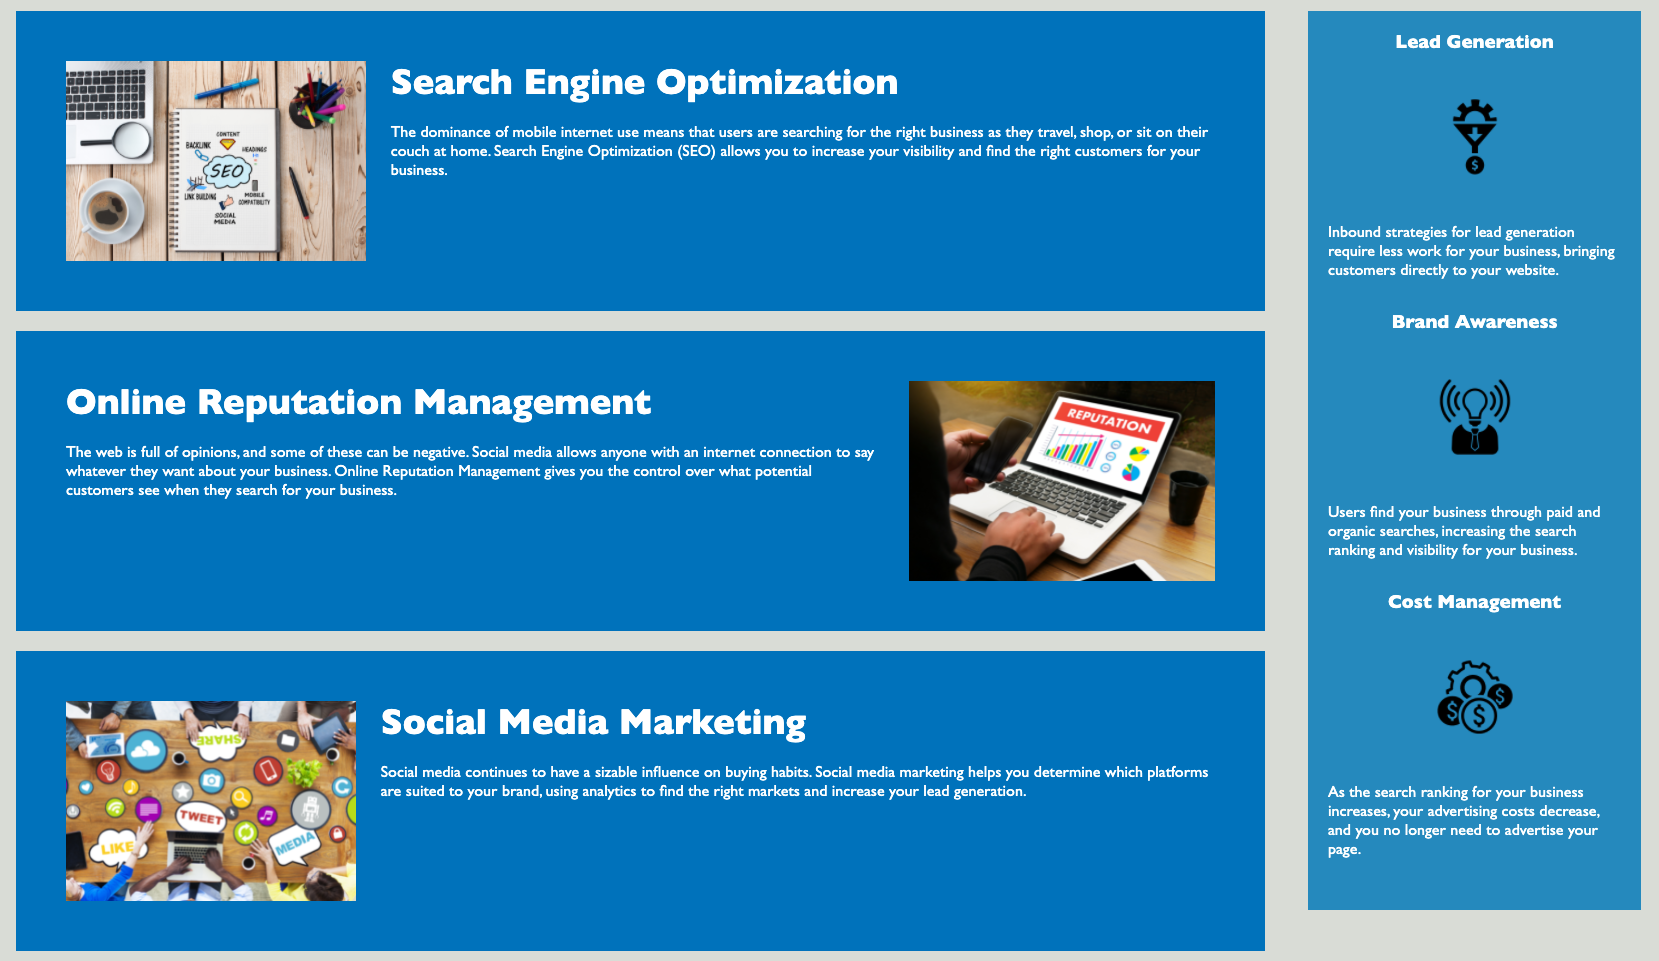 Search Engine Optimization
The dominance of mobile internet use means that users are searching for the right business as they travel, shop, or sit on their
couch at home. Search Engine Optimization (SEO) allows you to increase your visibility and find the right customers for your
business.
CONTENT
BACKLINK
HEADINGS
SEO
LINK BUILDING
MOBILE
COMPATIBILITY
SOCIAL
MEDIA
Online Reputation Management
The web is full of opinions, and some of these can be negative. Social media allows anyone with an internet connection to say
whatever they want about your business. Online Reputation Management gives you the control over what potential
customers see when they search for your business.
REPUTATION
Social Media Marketing
Social media continues to have a sizable influence on buying habits. Social media marketing helps you determine which platforms
are suited to your brand, using analytics to find the right markets and increase your lead generation.
SHARE
TWEET
LIKE
MEDIA
Lead Generation
$
Inbound strategies for lead generation
require less work for your business, bringing
customers directly to your website.
Brand Awareness
Users find your business through paid and
organic searches, increasing the search
ranking and visibility for your business.
Cost Management
$ $ $
As the search ranking for your business
increases, your advertising costs decrease,
and you no longer need to advertise your
page.